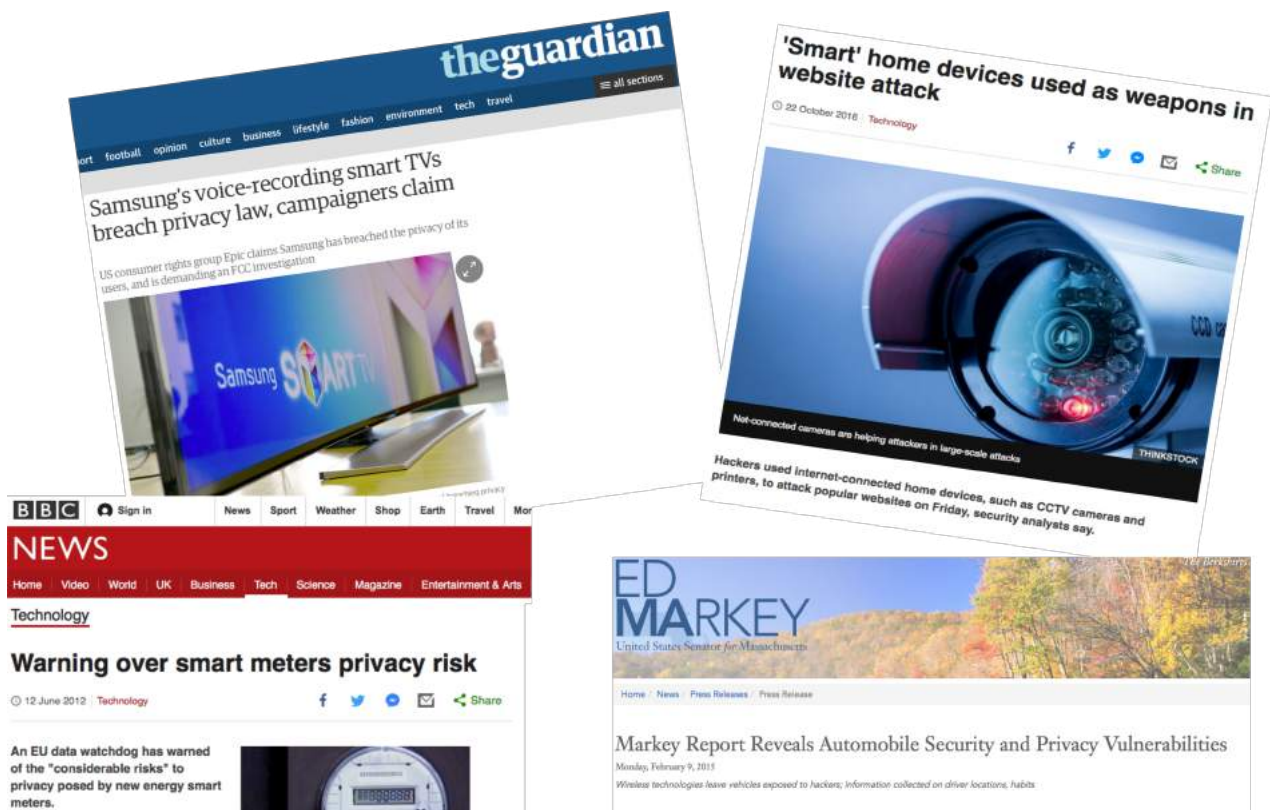 theguardian
all sections
ort football opinion culture business lifestyle fashion environment tech travel
Samsung's voice-recording smart TVs
breach privacy law, campaigners claim
US consumer rights group Epic claims Samsung has breached the privacy of its
users, and is demanding an FCC investigation
Samsung SMART TV
'Smart' home devices used as weapons in
website attack
22 October 2016 Technology
Share
CCD
Net-connected cameras are helping attackers in large-scale attacks
THINKSTOCK
Hackers used internet-connected home devices, such as CCTV cameras and
printers, to attack popular websites on Friday, security analysts say.
BBC Sign in News Sport Weather Shop Earth Travel Mor
NEWS
Home Video World UK Business Tech Science Magazine Entertainment & Arts
Technology
Warning over smart meters privacy risk
12 June 2012 Technology
Share
An EU data watchdog has warned
of the "considerable risks" to
privacy posed by new energy smart
meters.
The Berkshires
ED
MARKEY
United States Senator for Massachusetts
Home / News / Press Releases / Press Release
Markey Report Reveals Automobile Security and Privacy Vulnerabilities
Monday, February 9, 2015
Wireless technologies leave vehicles exposed to hackers; information collected on driver locations, habits